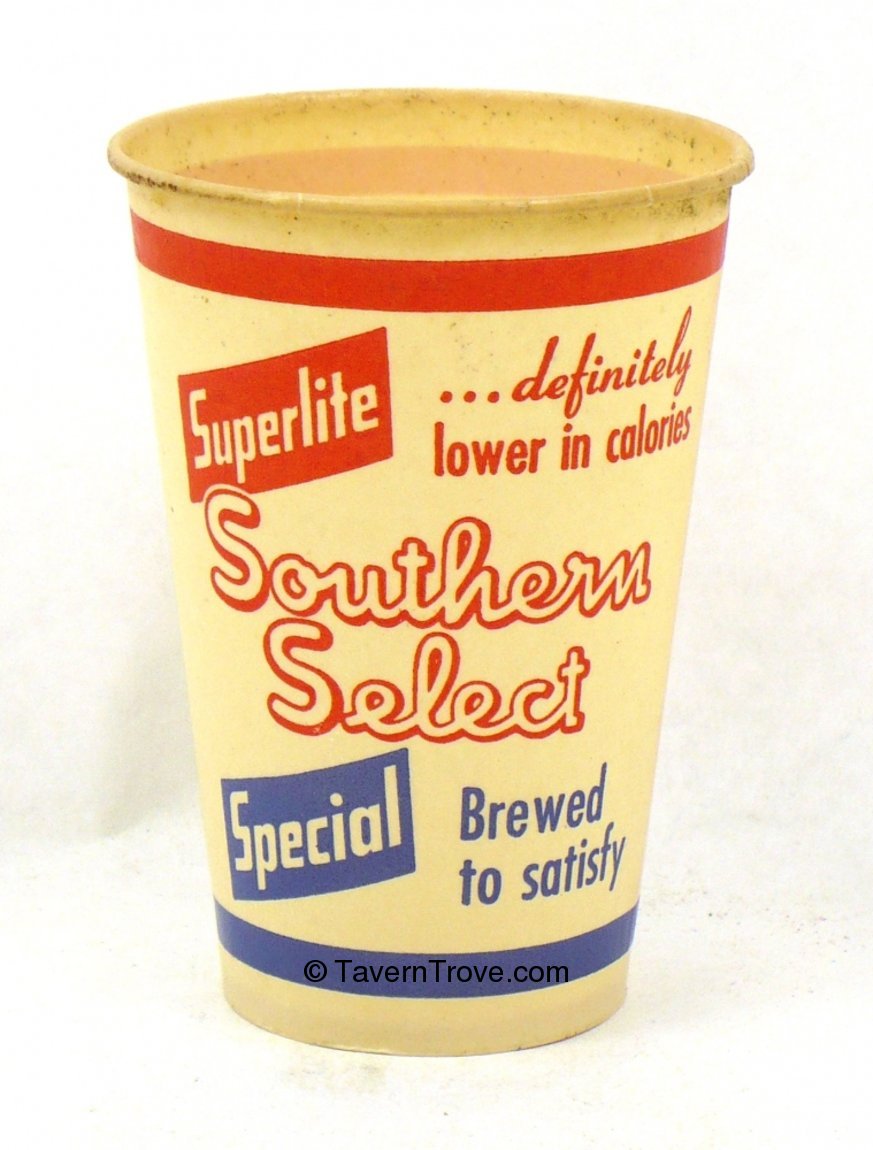 Superlite
...definitely
lower in calories
Southern
Select
Special
Brewed
to satisfy
© TavernTrove.com